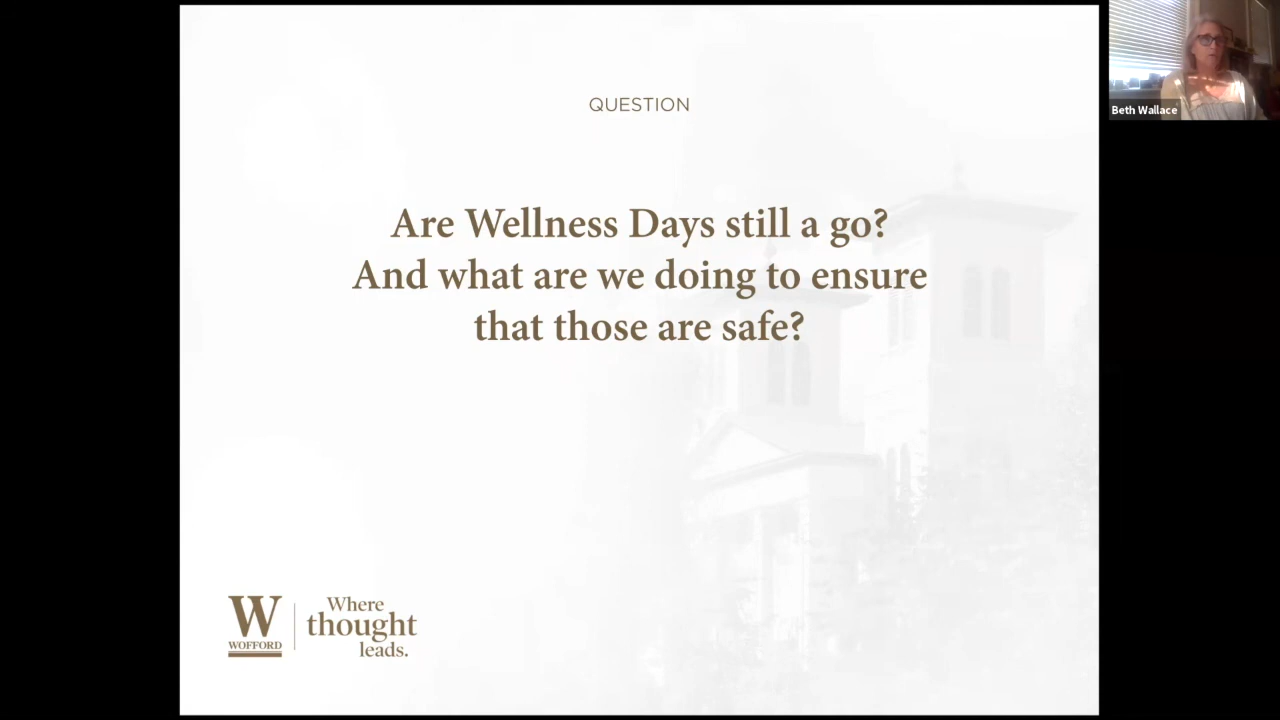 QUESTION
Are Wellness Days still a go?
And what are we doing to ensure
that those are safe?
W
WOFFORD
Where
thought
leads.
Beth Wallace